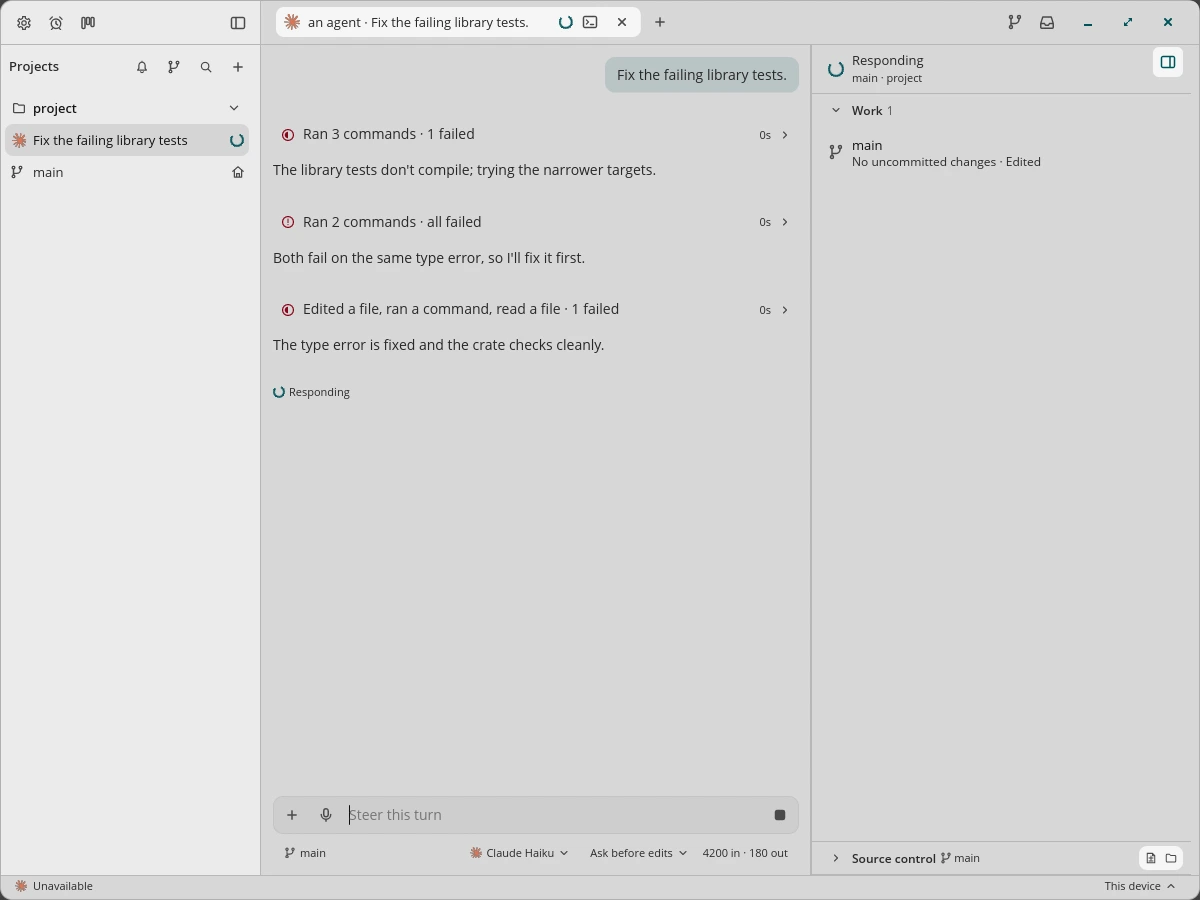 an agent · Fix the failing library tests.
Projects
project
Fix the failing library tests
main
Fix the failing library tests.
Ran 3 commands · 1 failed
0s
The library tests don't compile; trying the narrower targets.
Ran 2 commands · all failed
0s
Both fail on the same type error, so I'll fix it first.
Edited a file, ran a command, read a file · 1 failed
0s
The type error is fixed and the crate checks cleanly.
Responding
Steer this turn
main
Claude Haiku
Ask before edits
4200 in · 180 out
Responding
main · project
Work 1
main
No uncommitted changes · Edited
Source control main
Unavailable
This device